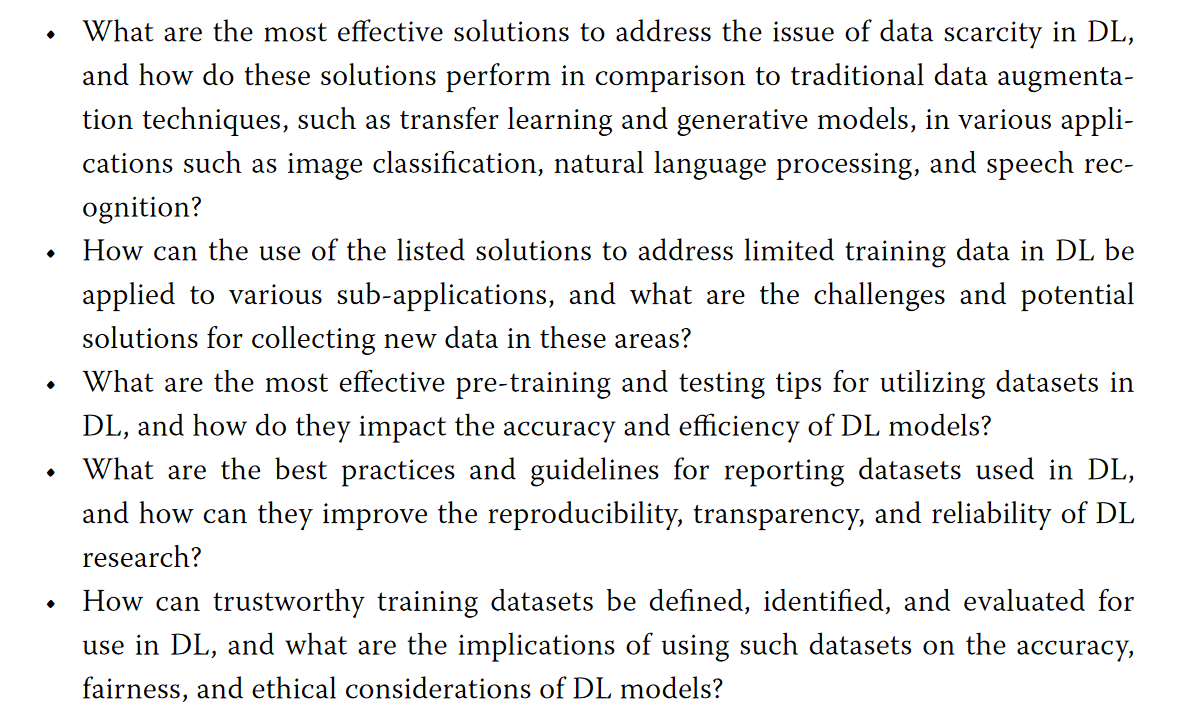 • What are the most effective solutions to address the issue of data scarcity in DL,
and how do these solutions perform in comparison to traditional data augmenta-
tion techniques, such as transfer learning and generative models, in various appli-
cations such as image classification, natural language processing, and speech rec-
ognition?
• How can the use of the listed solutions to address limited training data in DL be
applied to various sub-applications, and what are the challenges and potential
solutions for collecting new data in these areas?
• What are the most effective pre-training and testing tips for utilizing datasets in
DL, and how do they impact the accuracy and efficiency of DL models?
• What are the best practices and guidelines for reporting datasets used in DL,
and how can they improve the reproducibility, transparency, and reliability of DL
research?
• How can trustworthy training datasets be defined, identified, and evaluated for
use in DL, and what are the implications of using such datasets on the accuracy,
fairness, and ethical considerations of DL models?